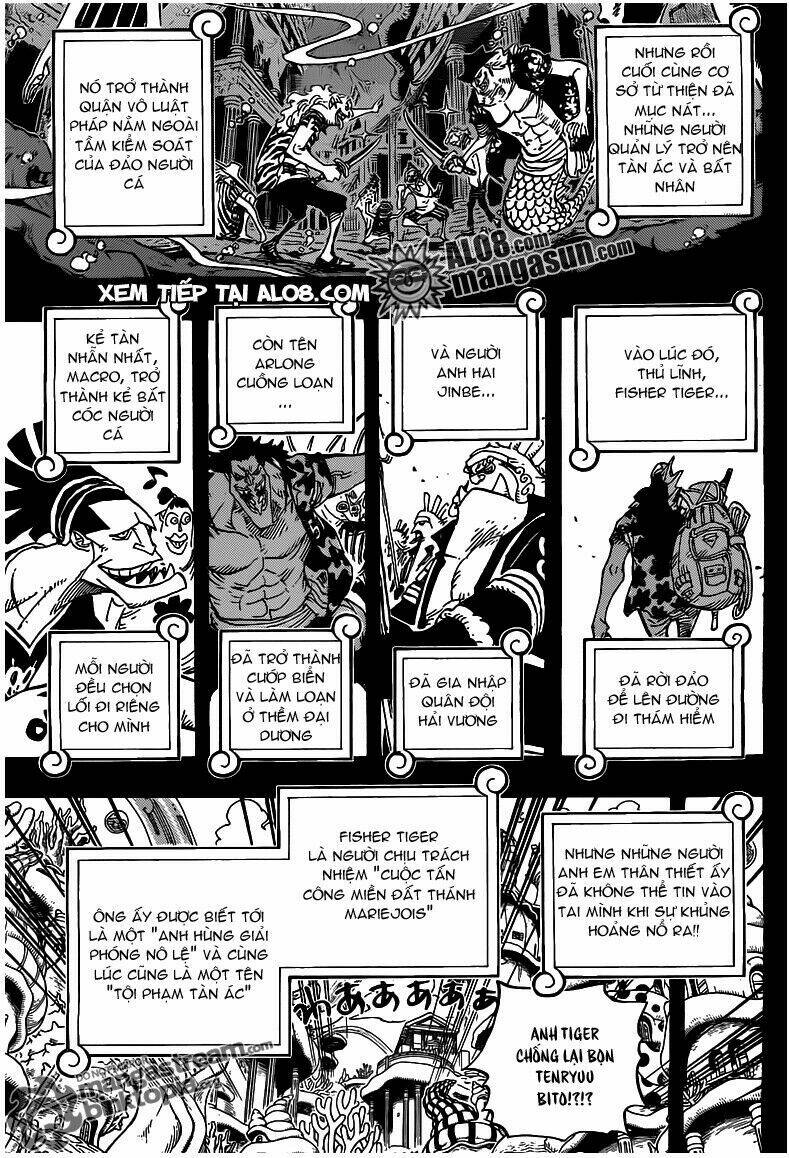 NHƯNG RỒI
CUỐI CÙNG CƠ
SỞ TỪ THIỆN ĐÃ
MỤC NÁT...
NHỮNG NGƯỜI
QUẢN LÝ TRỞ NÊN
TÀN ÁC VÀ BẤT
NHÂN
NÓ TRỞ THÀNH
QUẬN VÔ LUẬT
PHÁP NẰM NGOÀI
TẦM KIỂM SOÁT
CỦA ĐẢO NGƯỜI
CÁ
ALO8.com
mangasun.com
XEM TIẾP TẠI ALO8.COM
VÀO LÚC ĐÓ,
THỦ LĨNH,
FISHER TIGER...
ĐÃ RỜI ĐẢO
ĐỂ LÊN ĐƯỜNG
ĐI THÁM HIỂM
VÀ NGƯỜI
ANH HAI
JINBE...
ĐÃ GIA NHẬP
QUÂN ĐỘI
HẢI VƯƠNG
CÒN TÊN
ARLONG
CUỒNG LOẠN
...
ĐÃ TRỞ THÀNH
CƯỚP BIỂN
VÀ LÀM LOẠN
Ở THỀM ĐẠI
DƯƠNG
KẺ TÀN
NHẪN NHẤT,
MACRO, TRỞ
THÀNH KẺ BẮT
CÓC NGƯỜI
CÁ
MỖI NGƯỜI
ĐỀU CHỌN
LỐI ĐI RIÊNG
CHO MÌNH
NHƯNG NHŨNG NGƯỜI
ANH EM THÂN THIẾT ẤY
ĐÃ KHÔNG THỂ TIN VÀO
TAI MÌNH KHI SỰ KHỦNG
HOẢNG NỔ RA!!
FISHER TIGER
LÀ NGƯỜI CHIU TRÁCH
NHIỆM "CUỘC TẤN
CÔNG MIỀN ĐẤT THÁNH
MARIEJOIS"
ÔNG ẤY ĐƯỢC BIẾT TỚI
LÀ MỘT "ANH HÙNG GIẢI
PHÓNG NÔ LỆ" VÀ CÙNG
LÚC CŨNG LÀ MỘT TÊN
"TỘI PHẠM TÀN ÁC"
ANH TIGER
CHỐNG LẠI BỌN
TENRYUU
BITO!?!?
わあああああ
mangastream.com